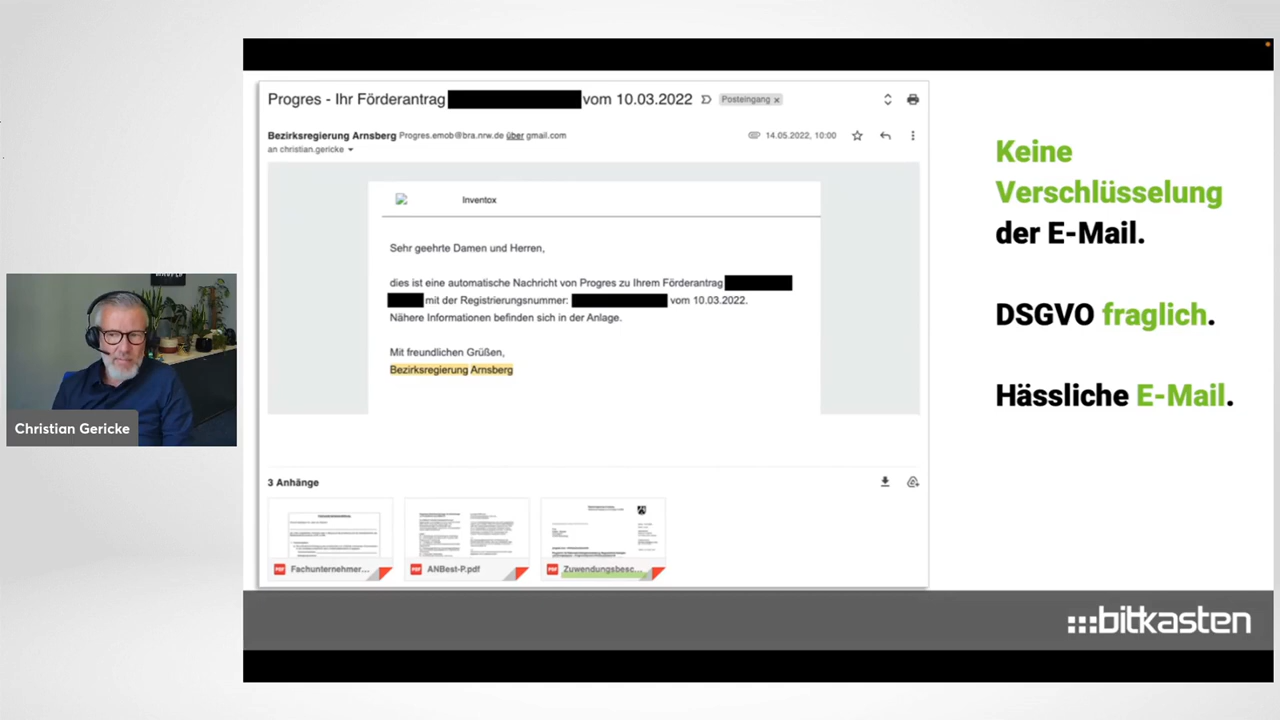 Progres - Ihr Förderantrag vom 10.03.2022 Posteingang x
Bezirksregierung Arnsberg Progres.emob@bra.nrw.de über gmail.com 14.05.2022, 10:00
an christian.gericke
Inventox
Sehr geehrte Damen und Herren,
dies ist eine automatische Nachricht von Progres zu Ihrem Förderantrag
mit der Registrierungsnummer: vom 10.03.2022.
Nähere Informationen befinden sich in der Anlage.
Mit freundlichen Grüßen,
Bezirksregierung Arnsberg
3 Anhänge
PDF Fachunternehmer...
PDF ANBest-P.pdf
PDF Zuwendungsbesc...
Keine
Verschlüsselung
der E-Mail.
DSGVO fraglich.
Hässliche E-Mail.
Christian Gericke
bitkasten